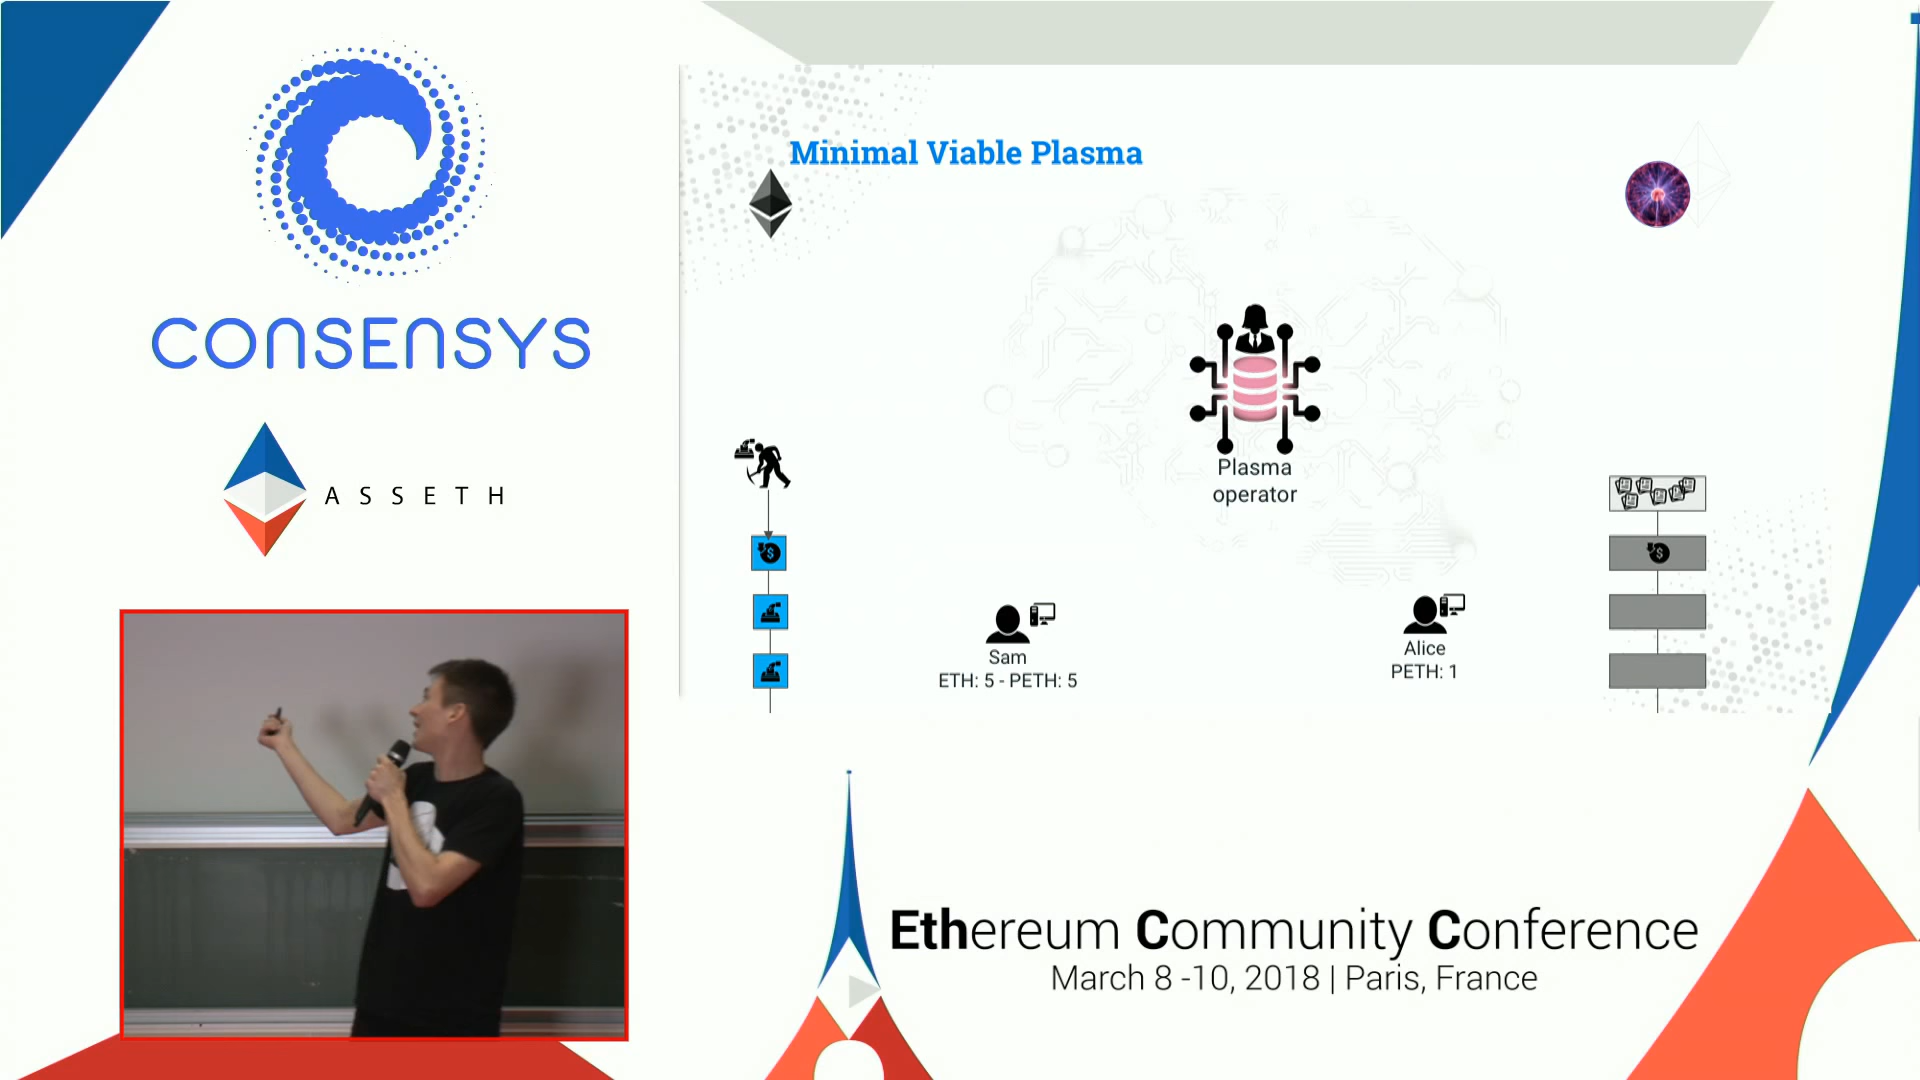 CONSENSYS
ASSETH
Minimal Viable Plasma
Plasma
operator
Sam
ETH: 5 - PETH: 5
Alice
PETH: 1
Ethereum Community Conference
March 8 -10, 2018 | Paris, France